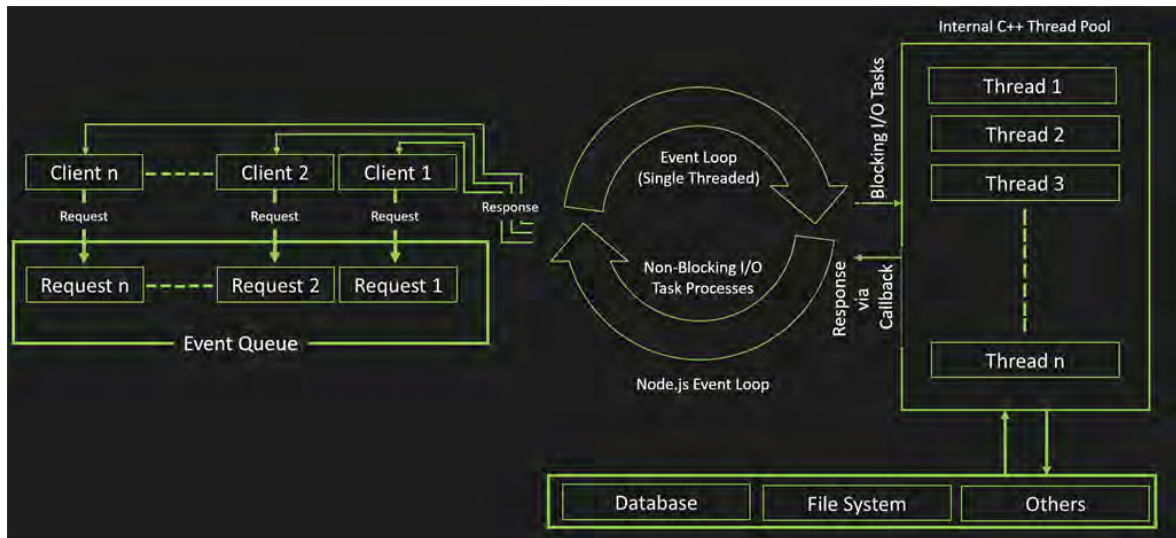 Internal C++ Thread Pool
Client n
Client 2
Client 1
Request
Request
Request
Response
Request n
Request 2
Request 1
Event Queue
Event Loop
(Single Threaded)
Non-Blocking I/O
Task Processes
Node.js Event Loop
Blocking I/O Tasks
Response
via
Callback
Thread 1
Thread 2
Thread 3
Thread n
Database
File System
Others